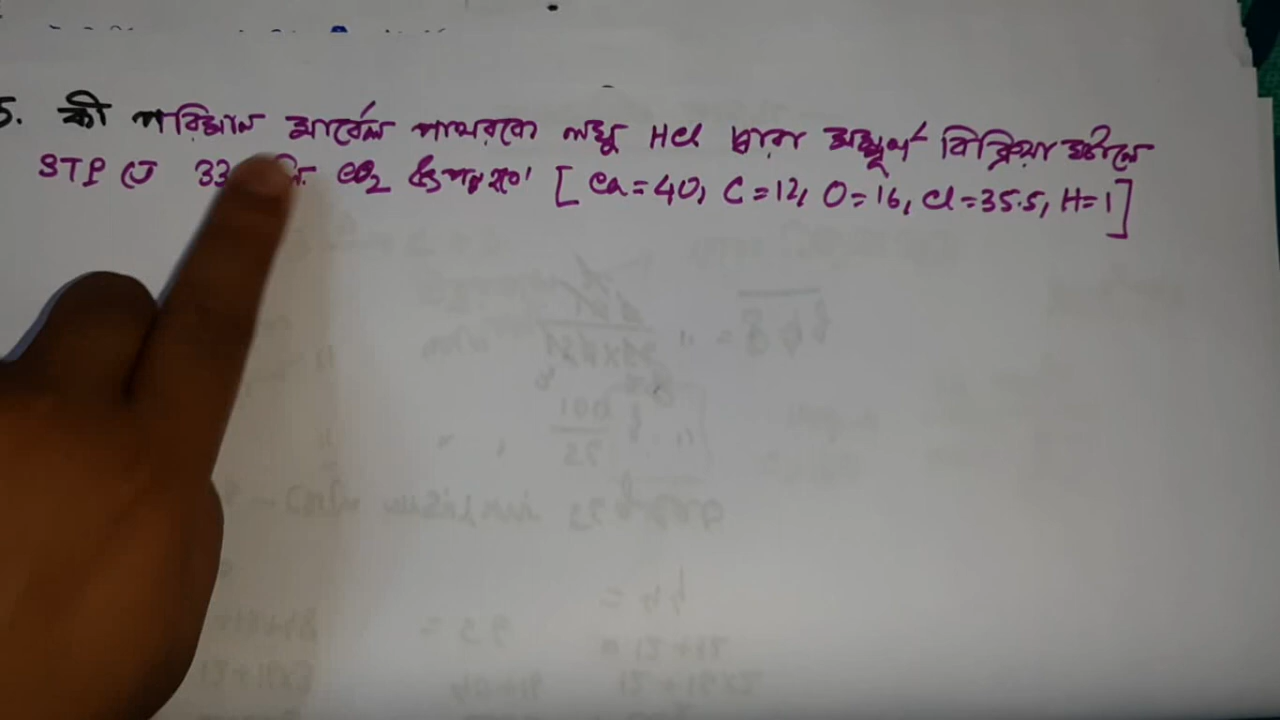 5. কী পরিমান মার্বেল পাথরকে লঘু HCl দ্বারা সম্পূর্ণ বিক্রিয়া ঘটালে
STP তে 33 CO2 উৎপন্ন হবে [Ca=40, C=12, O=16, Cl=35.5, H=1]